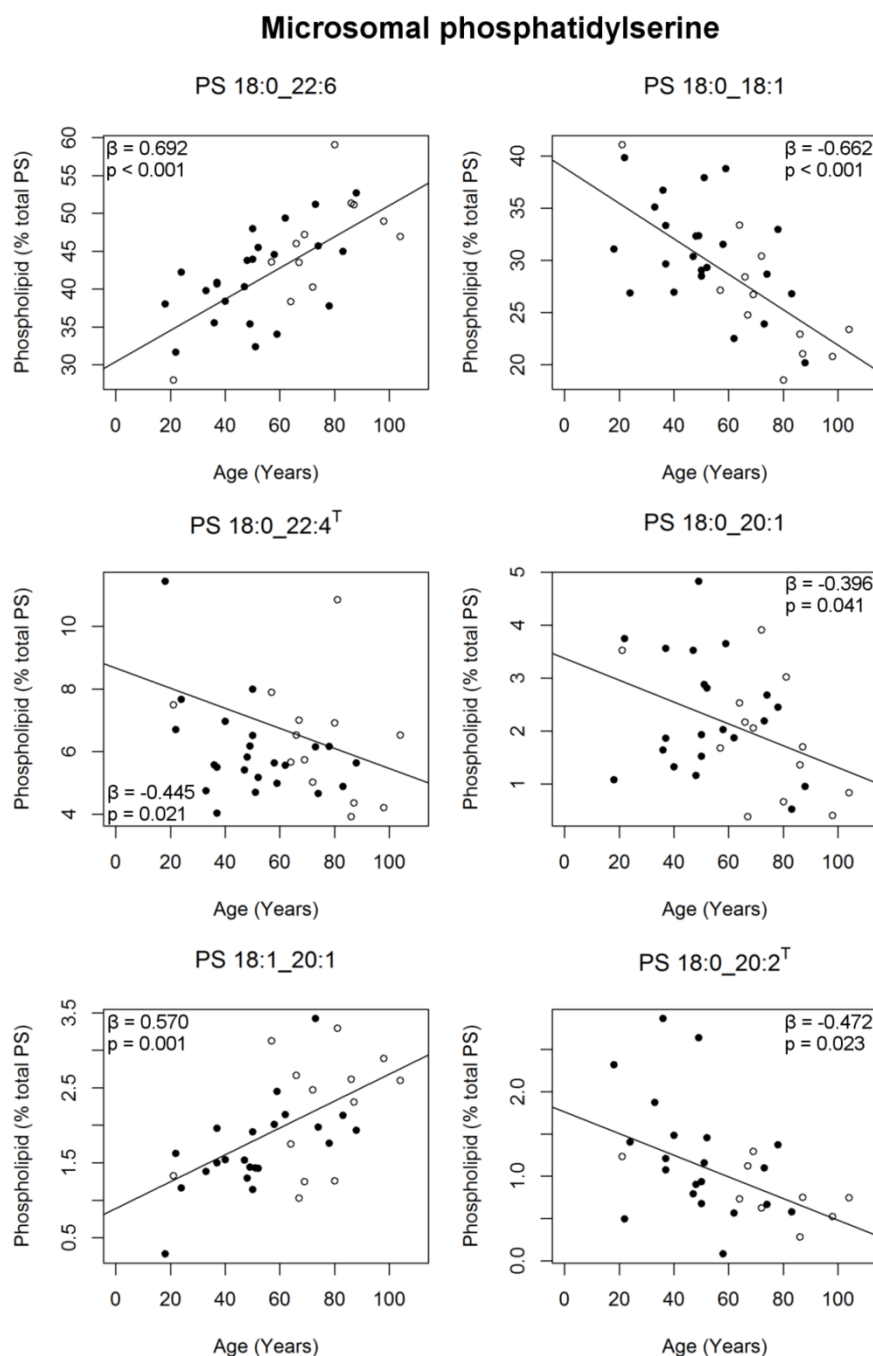 Microsomal phosphatidylserine
PS 18:0_22:6
β = 0.692
p < 0.001
Phospholipid (% total PS)
60
55
50
45
40
35
30
0 20 40 60 80 100
Age (Years)
PS 18:0_18:1
β = -0.662
p < 0.001
Phospholipid (% total PS)
40
35
30
25
20
0 20 40 60 80 100
Age (Years)
PS 18:0_22:4ᵀ
β = -0.445
p = 0.021
Phospholipid (% total PS)
10
8
6
4
0 20 40 60 80 100
Age (Years)
PS 18:0_20:1
β = -0.396
p = 0.041
Phospholipid (% total PS)
5
4
3
2
1
0 20 40 60 80 100
Age (Years)
PS 18:1_20:1
β = 0.570
p = 0.001
Phospholipid (% total PS)
3.5
2.5
1.5
0.5
0 20 40 60 80 100
Age (Years)
PS 18:0_20:2ᵀ
β = -0.472
p = 0.023
Phospholipid (% total PS)
2.0
1.0
0.0
0 20 40 60 80 100
Age (Years)